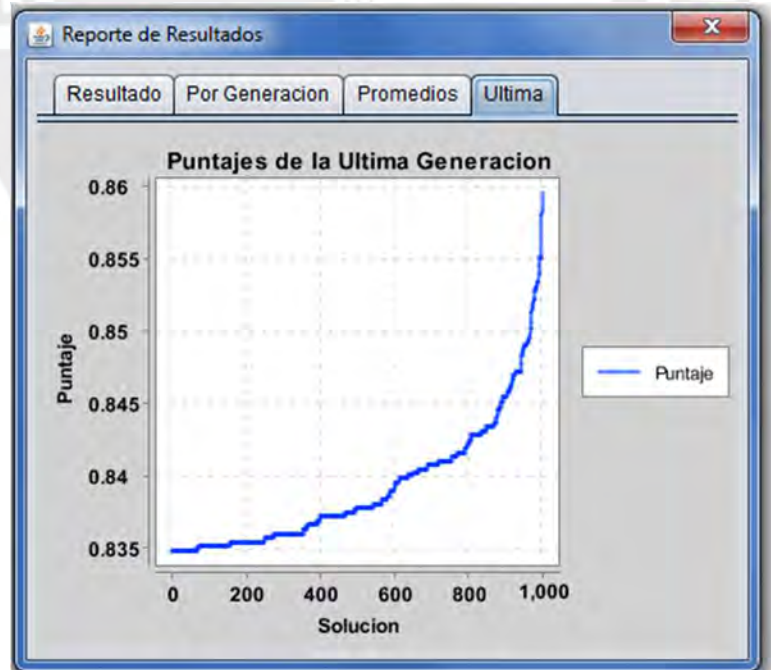 Reporte de Resultados
Resultado Por Generacion Promedios Ultima
Puntajes de la Ultima Generacion
0.86
0.855
0.85
0.845
0.84
0.835
Puntaje
Puntaje
0 200 400 600 800 1,000
Solucion